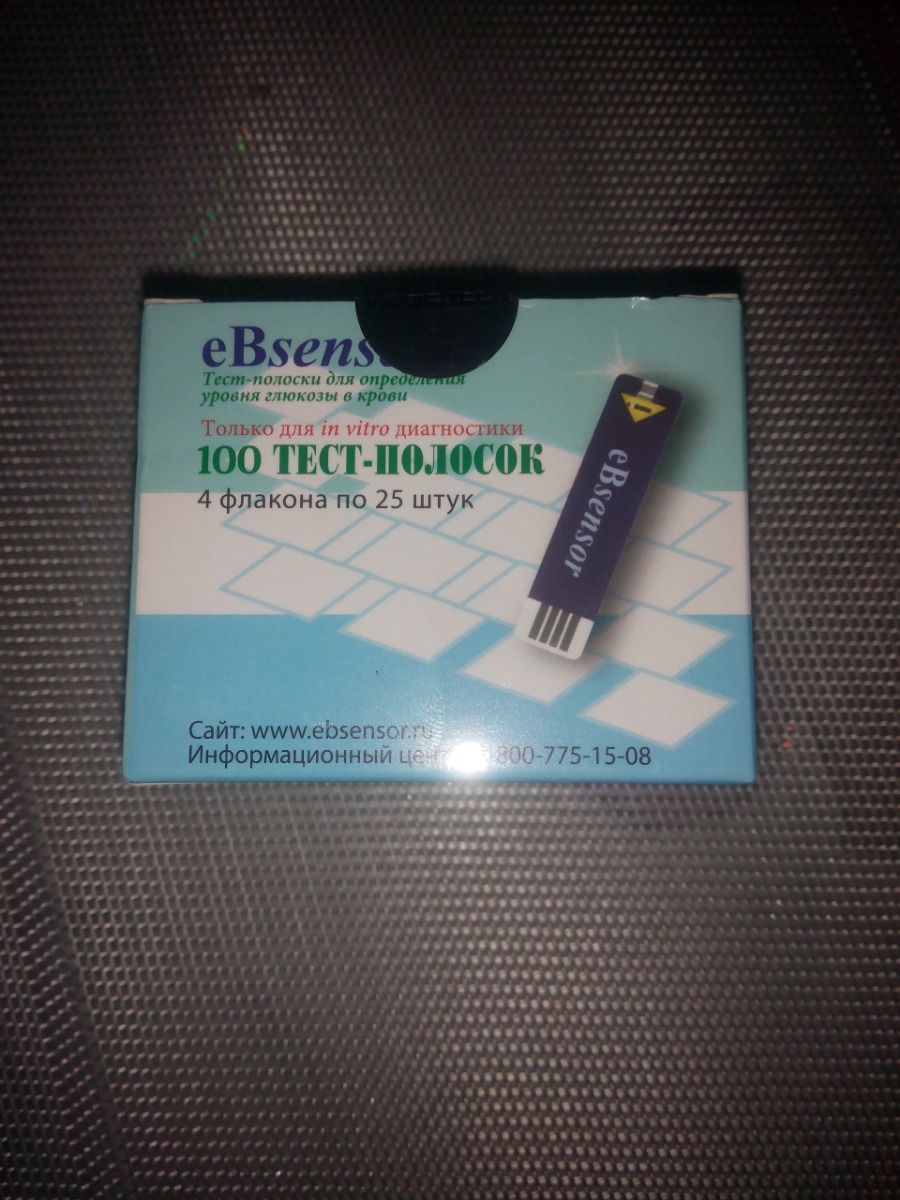 Тест-полоски для определения
уровня глюкозы в крови
Только для in vitro диагностики
100 ТЕСТ-ПОЛОСОК
4 флакона по 25 штук
eBsensor
Сайт: www.ebsensor.ru
Информационный 800-775-15-08